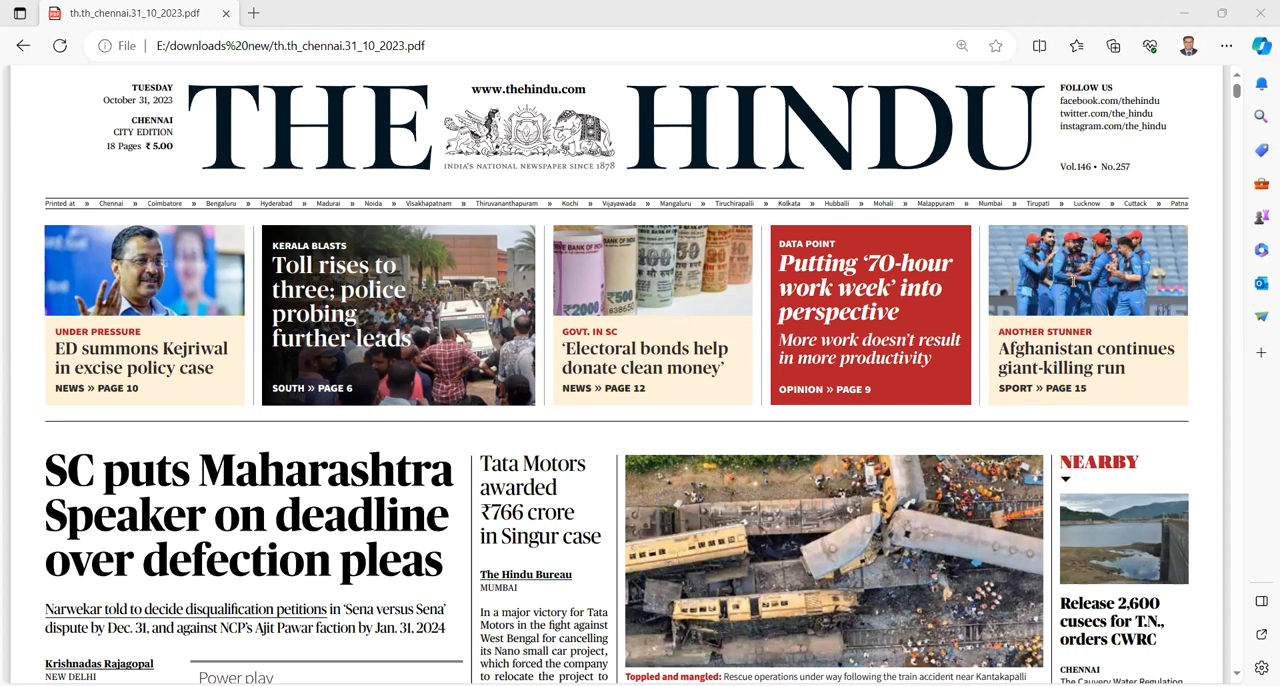 th.th_chennai.31_10_2023.pdf
File
E:/downloads%20new/th.th_chennai.31_10_2023.pdf
TUESDAY
October 31, 2023
CHENNAI
CITY EDITION
18 Pages ₹ 5.00
THE HINDU
www.thehindu.com
INDIA'S NATIONAL NEWSPAPER SINCE 1878
FOLLOW US
facebook.com/thehindu
twitter.com/the_hindu
instagram.com/the_hindu
Vol.146 • No.257
Printed at » Chennai » Coimbatore » Bengaluru » Hyderabad » Madurai » Noida » Visakhapatnam » Thiruvananthapuram » Kochi » Vijayawada » Mangaluru » Tiruchirapalli » Kolkata » Hubballi » Mohali » Malappuram » Mumbai » Tirupati » Lucknow » Cuttack » Patna
UNDER PRESSURE
ED summons Kejriwal
in excise policy case
NEWS » PAGE 10
KERALA BLASTS
Toll rises to
three; police
probing
further leads
SOUTH » PAGE 6
₹2000
₹500
GOVT. IN SC
‘Electoral bonds help
donate clean money’
NEWS » PAGE 12
DATA POINT
Putting ‘70-hour
work week’ into
perspective
More work doesn’t result
in more productivity
OPINION » PAGE 9
ANOTHER STUNNER
Afghanistan continues
giant-killing run
SPORT » PAGE 15
SC puts Maharashtra
Speaker on deadline
over defection pleas
Narwekar told to decide disqualification petitions in ‘Sena versus Sena’
dispute by Dec. 31, and against NCP’s Ajit Pawar faction by Jan. 31, 2024
Krishnadas Rajagopal
NEW DELHI
Power play
Tata Motors
awarded
₹766 crore
in Singur case
The Hindu Bureau
MUMBAI
In a major victory for Tata
Motors in the fight against
West Bengal for cancelling
its Nano small car project,
which forced the company
to relocate the project to
Toppled and mangled: Rescue operations under way following the train accident near Kantakapalli
NEARBY
Release 2,600
cusecs for T.N.,
orders CWRC
CHENNAI
The Cauvery Water Regulation